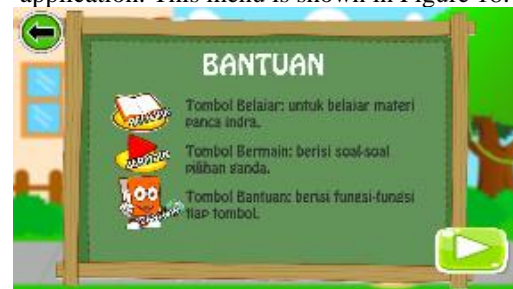 application. This menu is shown in Figure 18.
BANTUAN
Tombol Belajar: untuk belajar materi
panca indra.
Tombol Bermain: berisi soal-soal
pilihan ganda.
Tombol Bantuan: berisi fungsi-fungsi
tiap tombol.